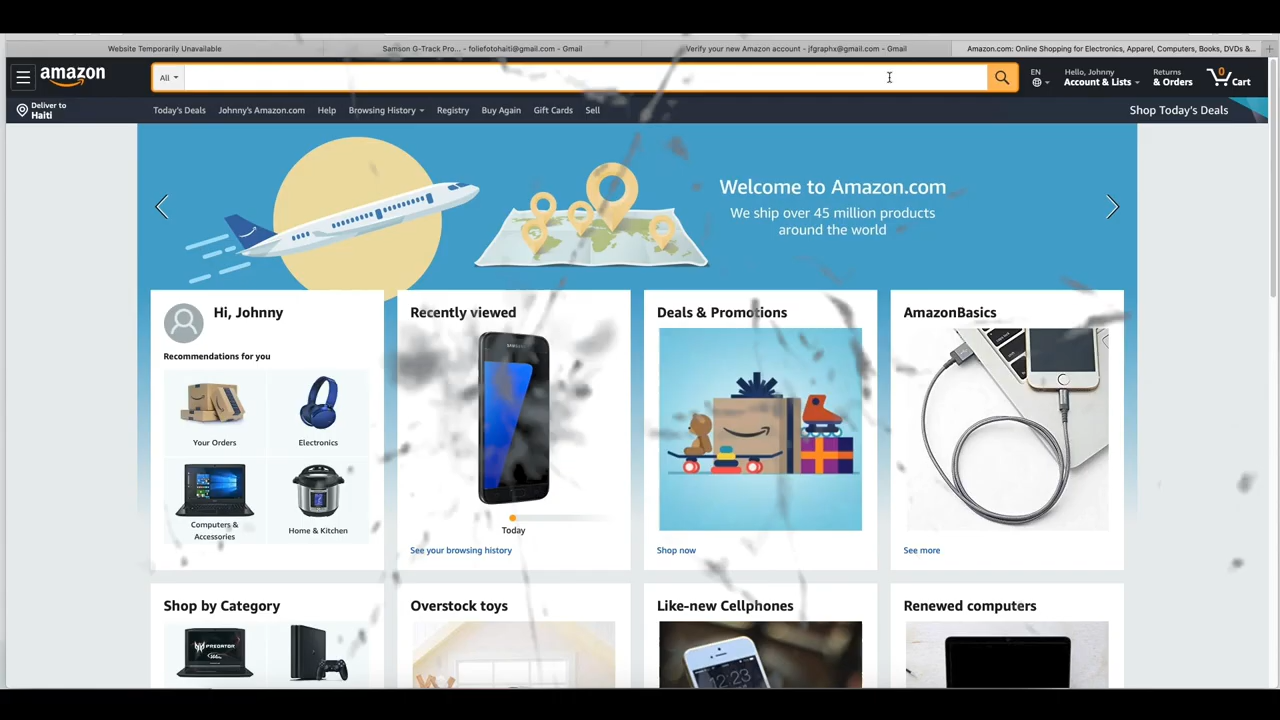 Website Temporarily Unavailable
Samson G-Track Pro... - foliefotohaiti@gmail.com - Gmail
Verify your new Amazon account - jfgraphx@gmail.com - Gmail
Amazon.com: Online Shopping for Electronics, Apparel, Computers, Books, DVDs &...
amazon
All
EN
Hello, Johnny
Account & Lists
Returns
& Orders
0
Cart
Deliver to
Haiti
Today's Deals
Johnny's Amazon.com
Help
Browsing History
Registry
Buy Again
Gift Cards
Sell
Shop Today's Deals
Welcome to Amazon.com
We ship over 45 million products
around the world
Hi, Johnny
Recommendations for you
Your Orders
Electronics
Computers &
Accessories
Home & Kitchen
Recently viewed
SAMSUNG
Today
See your browsing history
Deals & Promotions
Shop now
AmazonBasics
See more
Shop by Category
PREDATOR
Overstock toys
Like-new Cellphones
12:23
Renewed computers